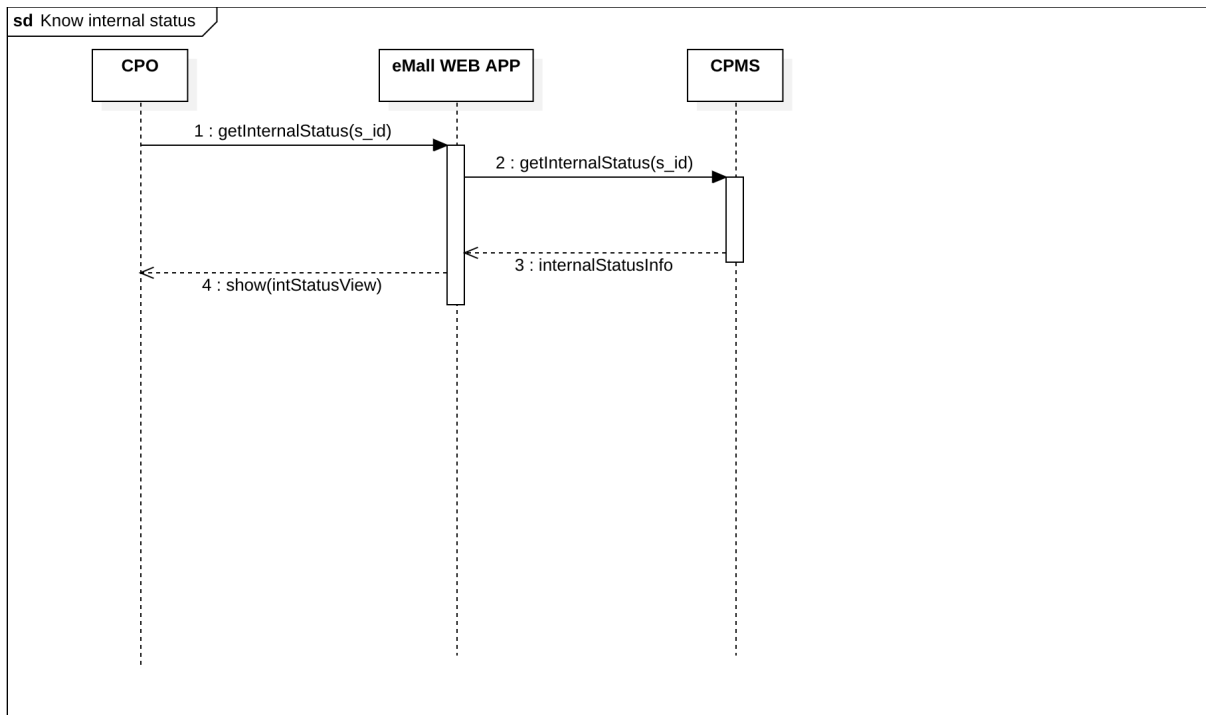 sd Know internal status
CPO
eMall WEB APP
CPMS
1 : getInternalStatus(s_id)
2 : getInternalStatus(s_id)
3 : internalStatusInfo
4 : show(intStatusView)